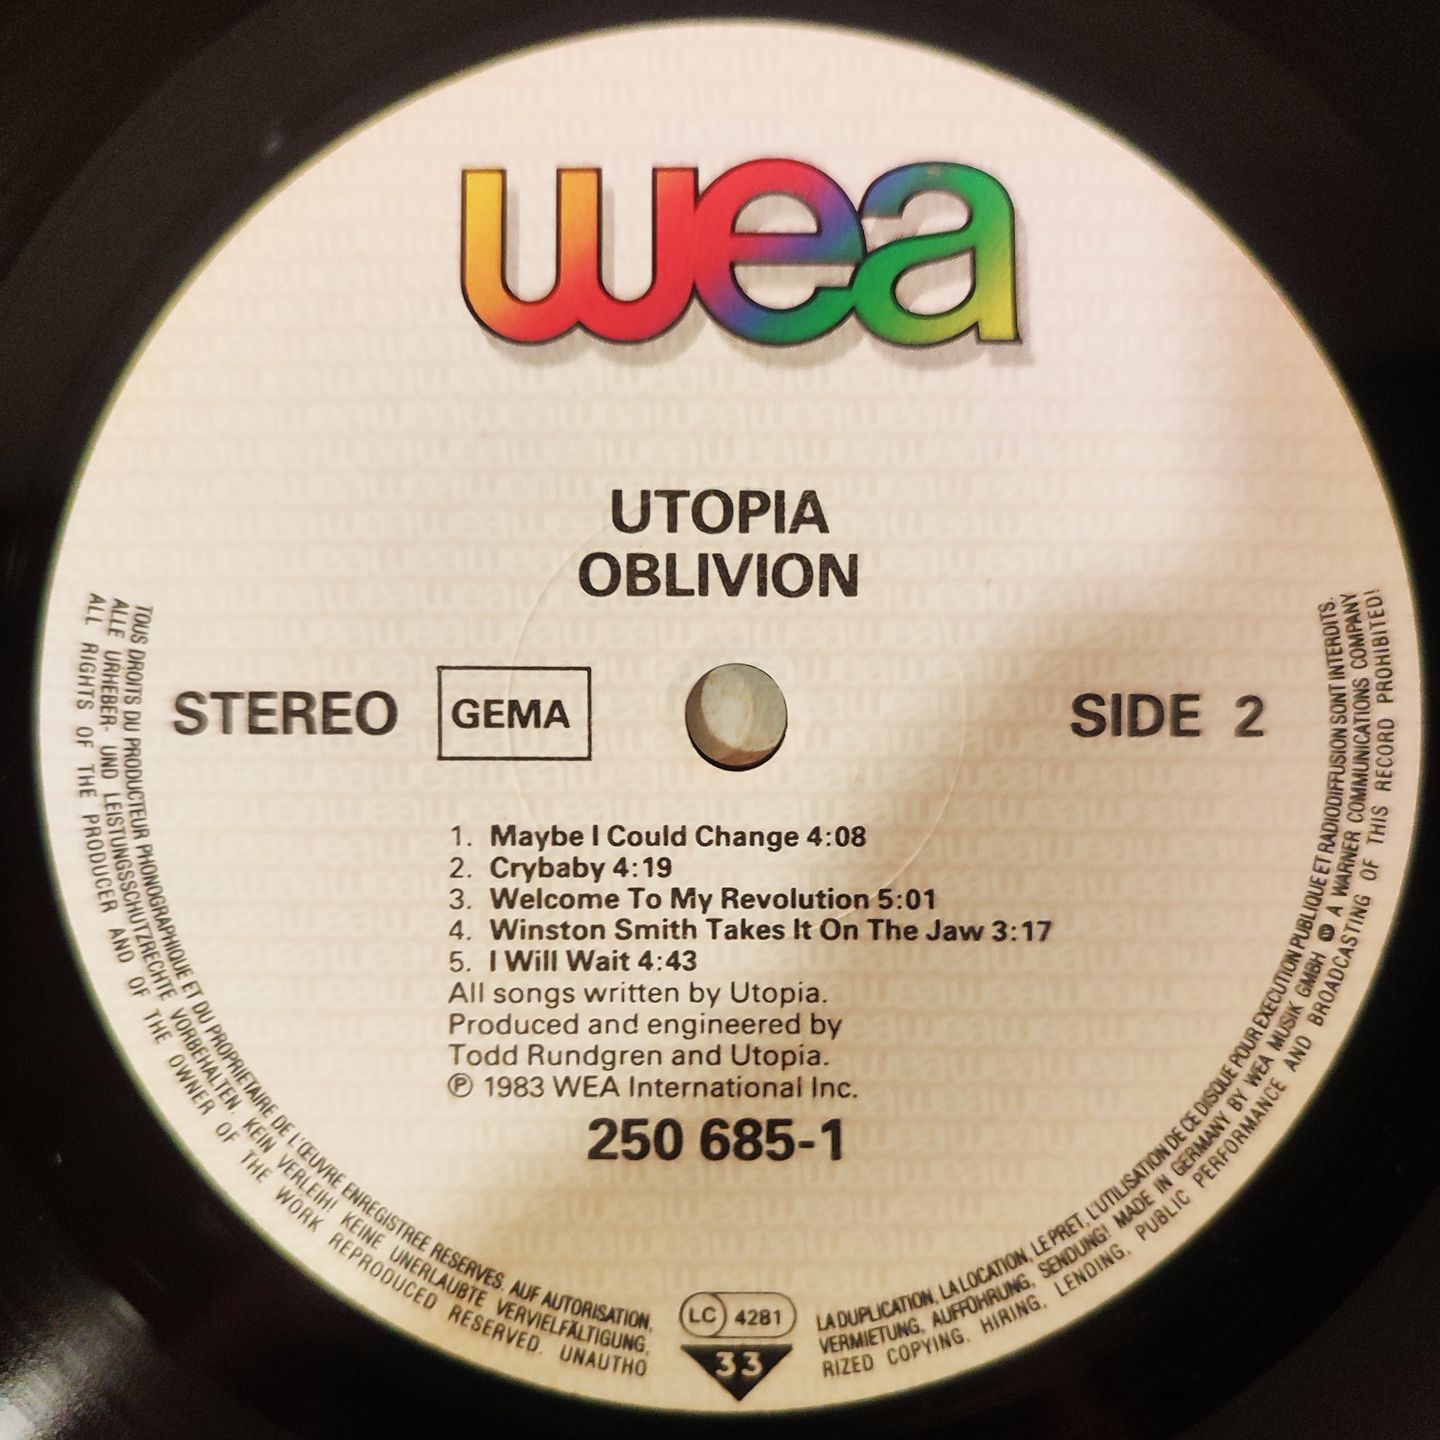 wea
UTOPIA
OBLIVION
STEREO GEMA SIDE 2
1. Maybe I Could Change 4:08
2. Crybaby 4:19
3. Welcome To My Revolution 5:01
4. Winston Smith Takes It On The Jaw 3:17
5. I Will Wait 4:43
All songs written by Utopia.
Produced and engineered by
Todd Rundgren and Utopia.
℗ 1983 WEA International Inc.
250 685-1
LC 4281
33
TOUS DROITS DU PRODUCTEUR PHONOGRAPHIQUE ET DU PROPRIETAIRE DE L'ŒUVRE ENREGISTREE RESERVES. AUF AUTORISATION, LA DUPLICATION, LA LOCATION, LE PRET, L'UTILISATION DE CE DISQUE POUR EXECUTION PUBLIQUE ET RADIODIFFUSION SONT INTERDITS.
ALLE URHEBER- UND LEISTUNGSSCHUTZRECHTE VORBEHALTEN. KEIN VERLEIH! KEINE UNERLAUBTE VERVIELFÄLTIGUNG, VERMIETUNG, AUFFÜHRUNG, SENDUNG! MADE IN GERMANY BY WEA MUSIK GMBH A WARNER COMMUNICATIONS COMPANY
ALL RIGHTS OF THE PRODUCER AND OF THE OWNER OF THE WORK REPRODUCED RESERVED. UNAUTHORIZED COPYING, HIRING, LENDING, PUBLIC PERFORMANCE AND BROADCASTING OF THIS RECORD PROHIBITED!